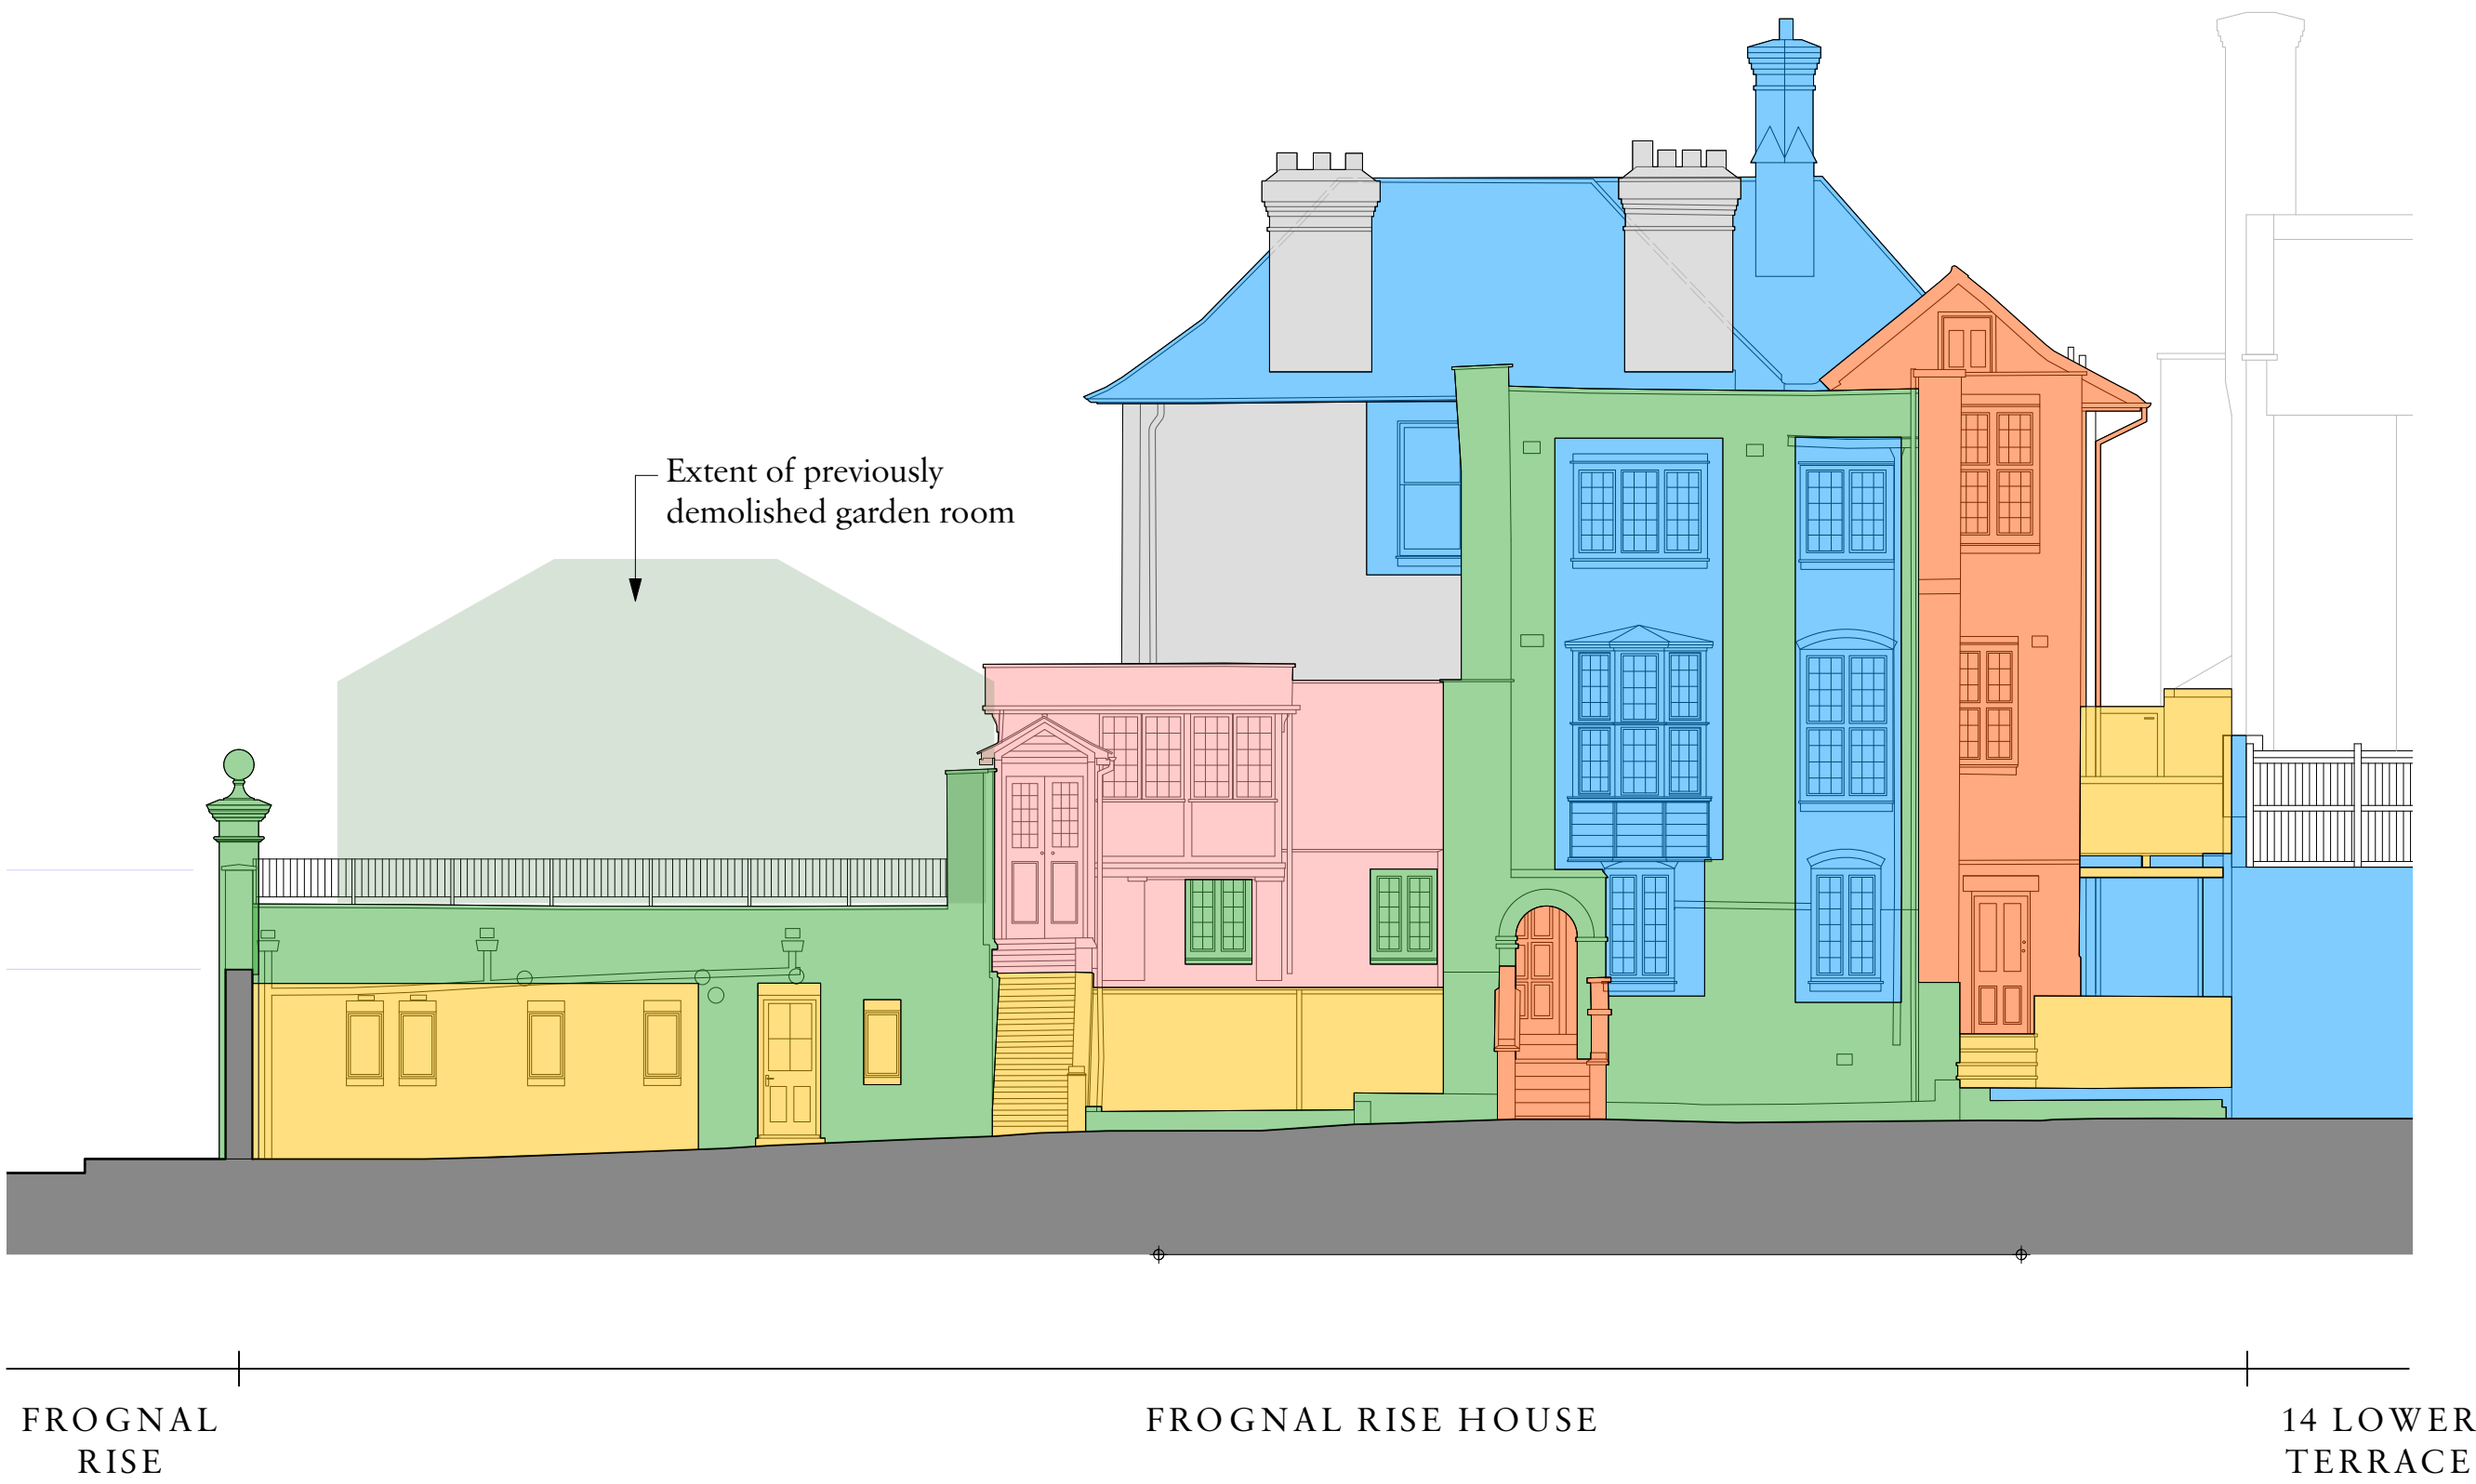 Extent of previously
demolished garden room
FROGNAL
RISE
FROGNAL RISE HOUSE
14 LOWER
TERRACE